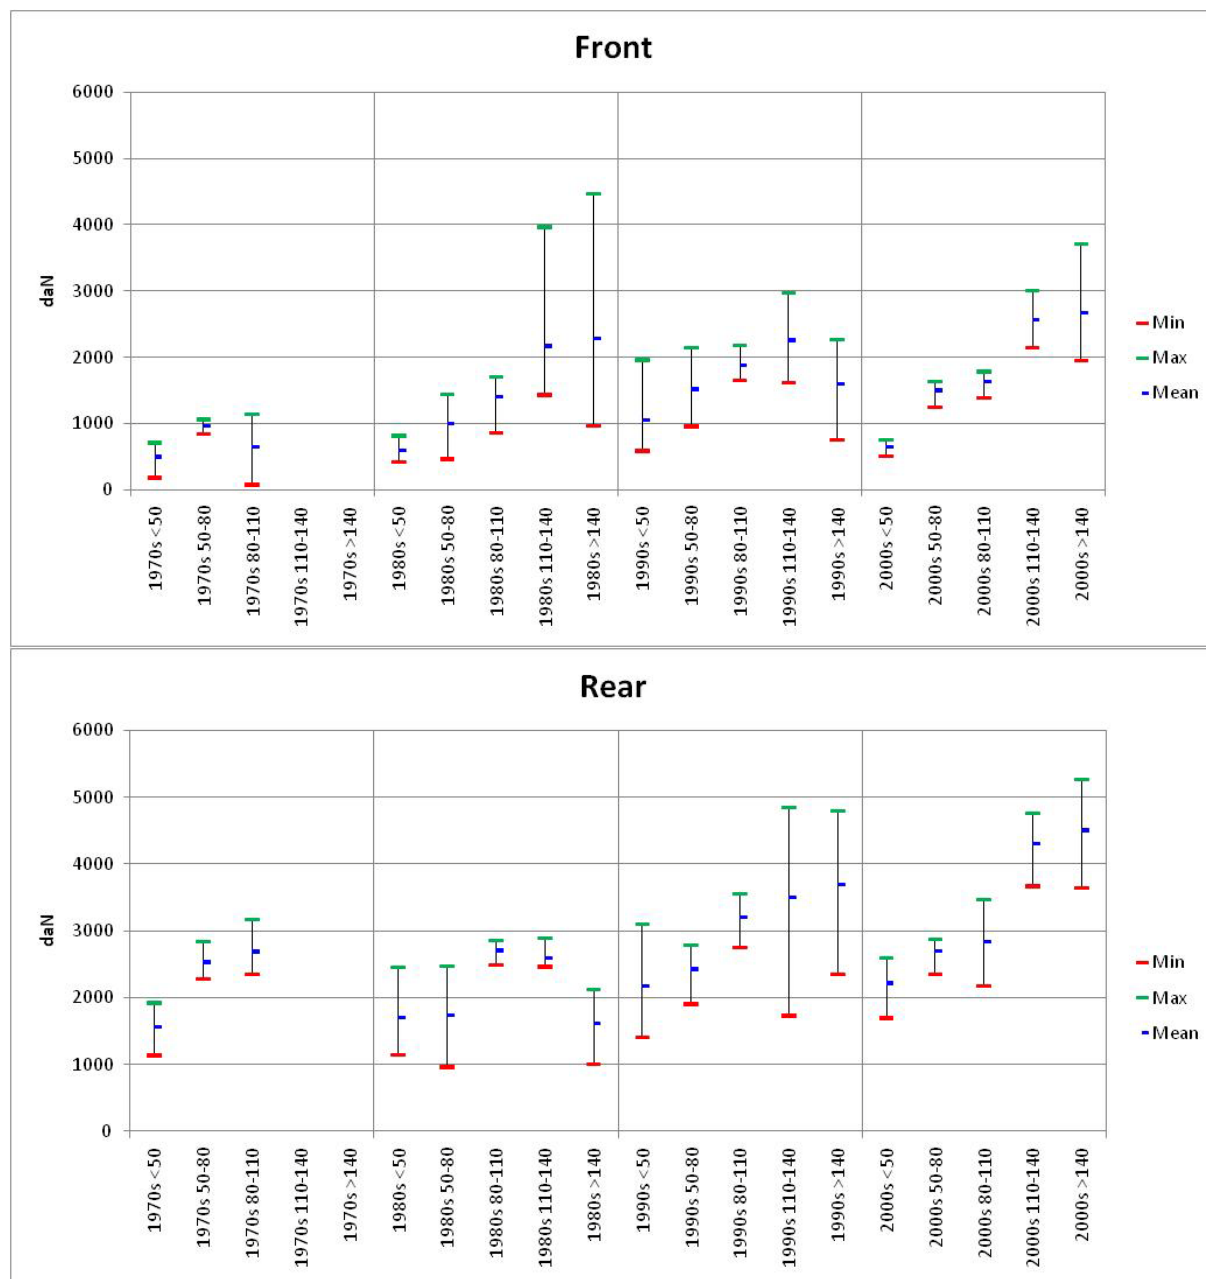 Front
6000
5000
4000
3000
2000
1000
0
daN
1970s <50
1970s 50-80
1970s 80-110
1970s 110-140
1970s >140
1980s <50
1980s 50-80
1980s 80-110
1980s 110-140
1980s >140
1990s <50
1990s 50-80
1990s 80-110
1990s 110-140
1990s >140
2000s <50
2000s 50-80
2000s 80-110
2000s 110-140
2000s >140
Min
Max
Mean
Rear
6000
5000
4000
3000
2000
1000
0
daN
1970s <50
1970s 50-80
1970s 80-110
1970s 110-140
1970s >140
1980s <50
1980s 50-80
1980s 80-110
1980s 110-140
1980s >140
1990s <50
1990s 50-80
1990s 80-110
1990s 110-140
1990s >140
2000s <50
2000s 50-80
2000s 80-110
2000s 110-140
2000s >140
Min
Max
Mean